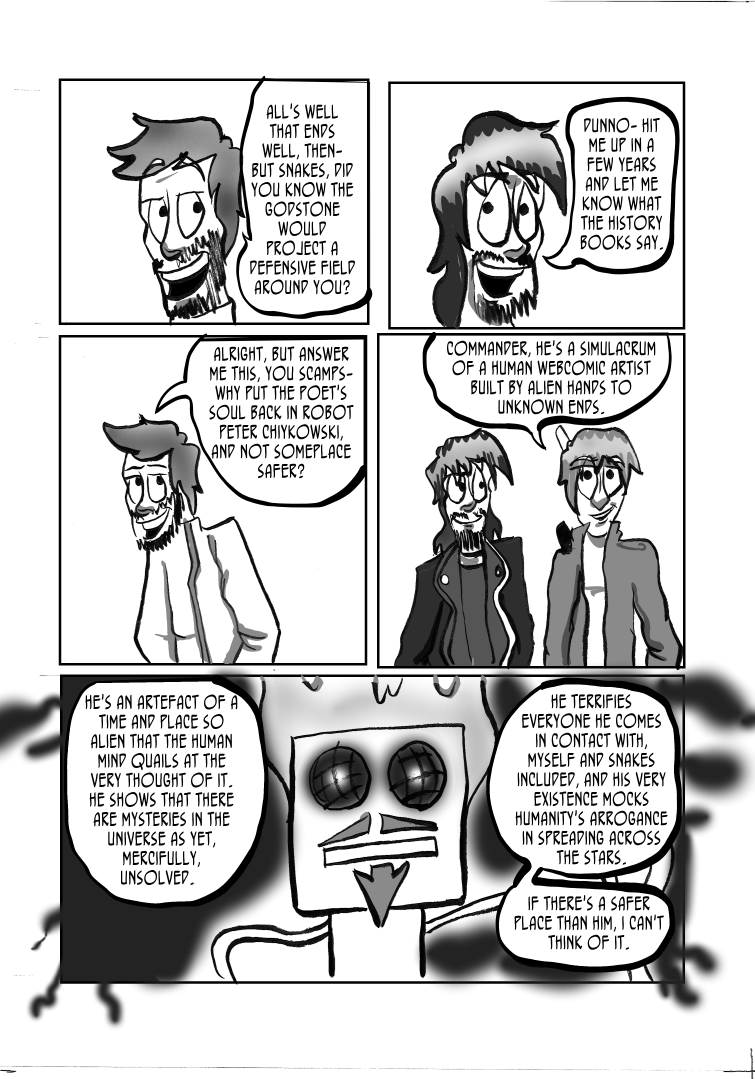 ALL'S WELL
THAT ENDS
WELL, THEN-
BUT SNAKES, DID
YOU KNOW THE
GODSTONE
WOULD
PROJECT A
DEFENSIVE FIELD
AROUND YOU?
DUNNO- HIT
ME UP IN A
FEW YEARS
AND LET ME
KNOW WHAT
THE HISTORY
BOOKS SAY.
ALRIGHT, BUT ANSWER
ME THIS, YOU SCAMPS-
WHY PUT THE POET'S
SOUL BACK IN ROBOT
PETER CHIYKOWSKI,
AND NOT SOMEPLACE
SAFER?
COMMANDER, HE'S A SIMULACRUM
OF A HUMAN WEBCOMIC ARTIST
BUILT BY ALIEN HANDS TO
UNKNOWN ENDS.
HE'S AN ARTEFACT OF A
TIME AND PLACE SO
ALIEN THAT THE HUMAN
MIND QUAILS AT THE
VERY THOUGHT OF IT.
HE SHOWS THAT THERE
ARE MYSTERIES IN THE
UNIVERSE AS YET,
MERCIFULLY,
UNSOLVED.
HE TERRIFIES
EVERYONE HE COMES
IN CONTACT WITH,
MYSELF AND SNAKES
INCLUDED, AND HIS VERY
EXISTENCE MOCKS
HUMANITY'S ARROGANCE
IN SPREADING ACROSS
THE STARS.
IF THERE'S A SAFER
PLACE THAN HIM, I CAN'T
THINK OF IT.